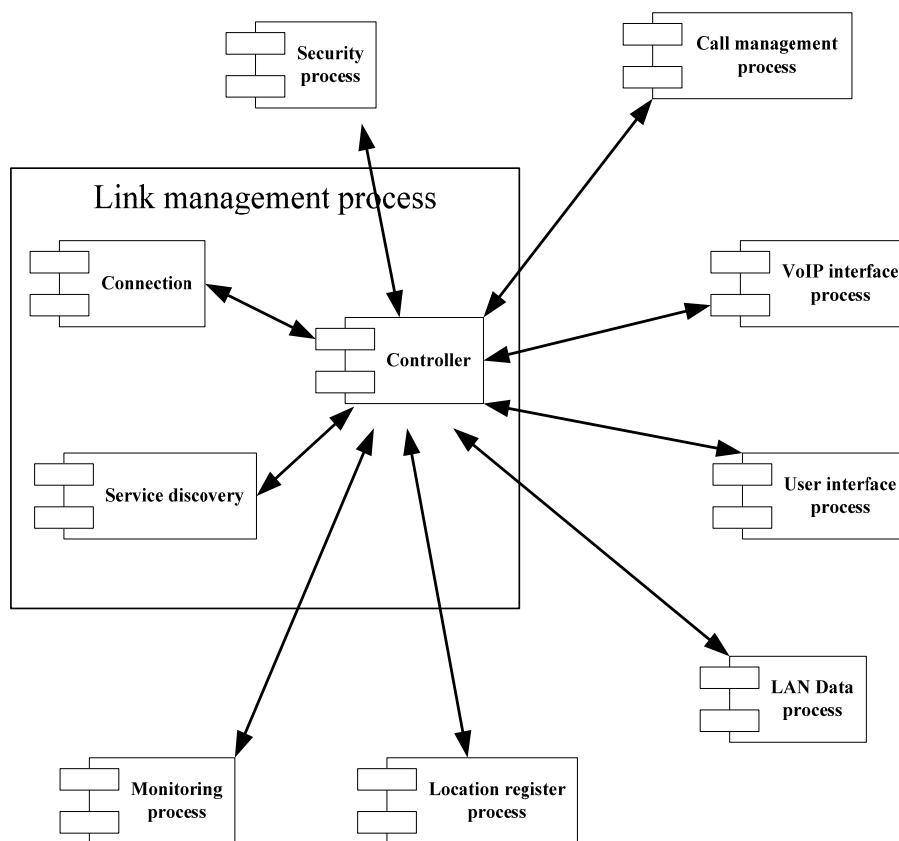 Security
process
Call management
process
Link management process
Connection
VoIP interface
process
Controller
Service discovery
User interface
process
LAN Data
process
Monitoring
process
Location register
process